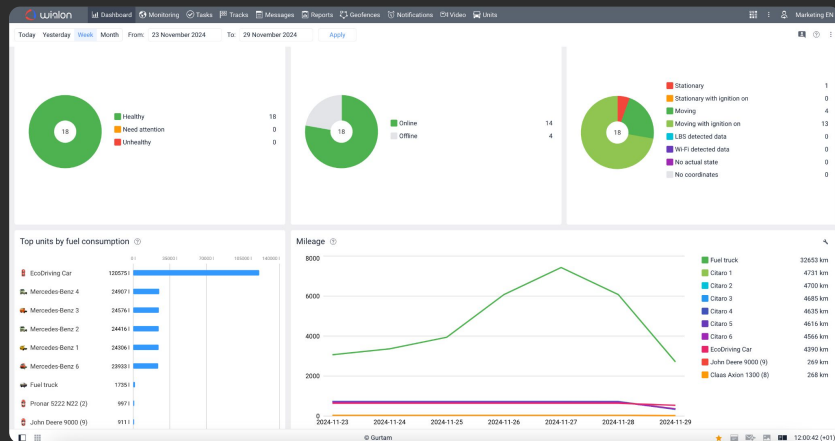 wialon Dashboard Monitoring Tasks Tracks Messages Reports Geofences Notifications Video Units Marketing EN
Today Yesterday Week Month From: 23 November 2024 To: 29 November 2024 Apply
18
Healthy 18
Need attention 0
Unhealthy 0
18
Online 14
Offline 4
18
Stationary 1
Stationary with ignition on 0
Moving 4
Moving with ignition on 13
LBS detected data 0
Wi-Fi detected data 0
No actual state 0
No coordinates 0
Top units by fuel consumption
EcoDriving Car 120575 l
Mercedes-Benz 4 24907 l
Mercedes-Benz 3 24576 l
Mercedes-Benz 2 24416 l
Mercedes-Benz 1 24306 l
Mercedes-Benz 6 23933 l
Fuel truck 1735 l
Pronar 5222 N22 (2) 997 l
John Deere 9000 (9) 911 l
Mileage
8000
6000
4000
2000
0
2024-11-23 2024-11-24 2024-11-25 2024-11-26 2024-11-27 2024-11-28 2024-11-29
Fuel truck 32653 km
Citaro 1 4731 km
Citaro 2 4700 km
Citaro 3 4685 km
Citaro 4 4635 km
Citaro 5 4616 km
Citaro 6 4566 km
EcoDriving Car 4390 km
John Deere 9000 (9) 269 km
Claas Axion 1300 (8) 268 km
© Gurtam
12:00:42 (+01)